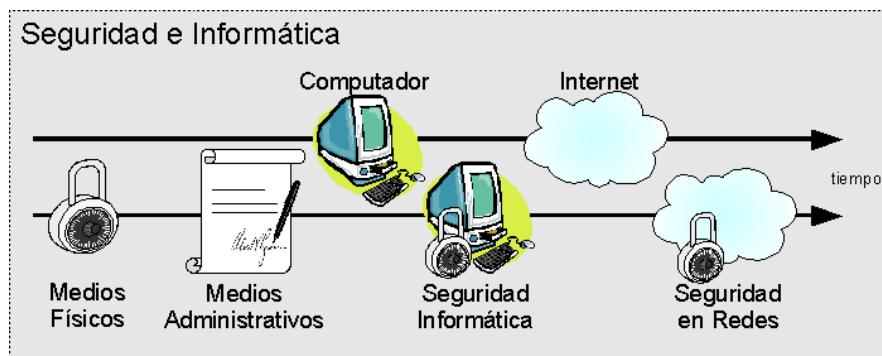 Seguridad e Informática
Computador
Internet
tiempo
Medios
Físicos
Medios
Administrativos
Seguridad
Informática
Seguridad
en Redes